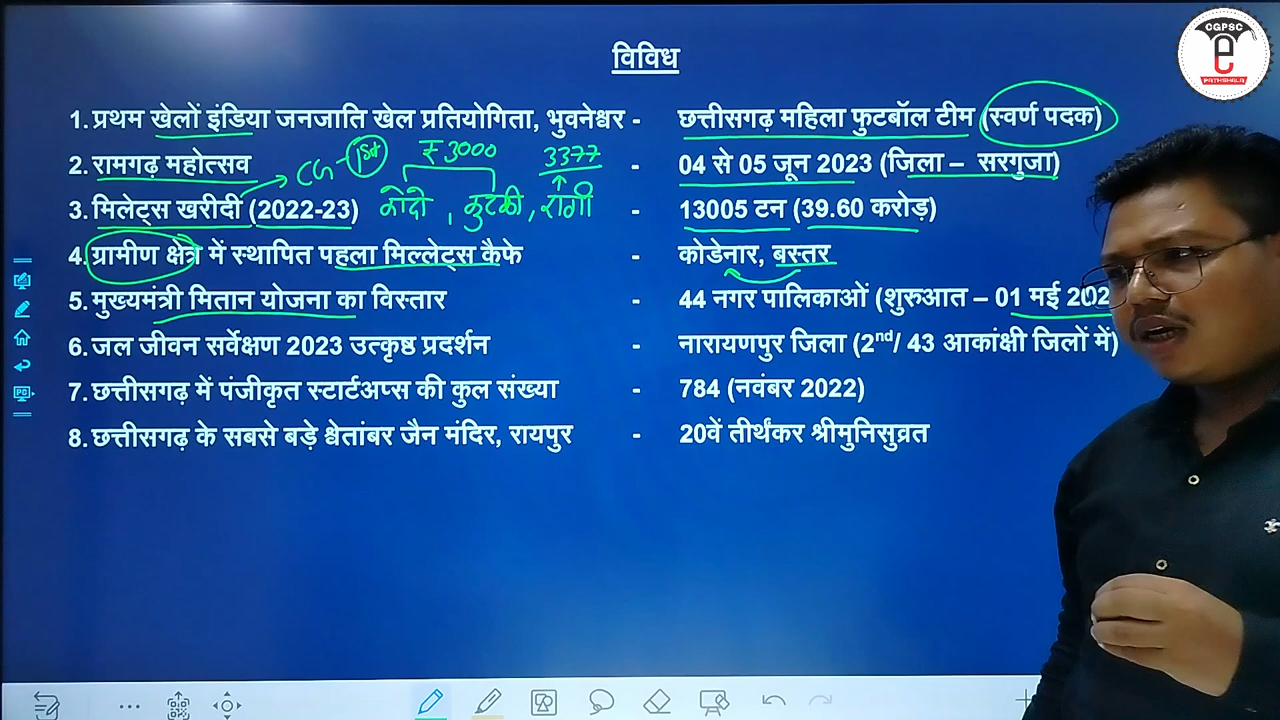 CGPSC
e
PATHSHALA
विविध
1. प्रथम खेलों इंडिया जनजाति खेल प्रतियोगिता, भुवनेश्वर - छत्तीसगढ़ महिला फुटबॉल टीम (स्वर्ण पदक)
CG - 1st ₹3000 3377
2. रामगढ़ महोत्सव - 04 से 05 जून 2023 (जिला – सरगुजा)
3. मिलेट्स खरीदी (2022-23) कोदो , कुटकी , रागी - 13005 टन (39.60 करोड़)
4. ग्रामीण क्षेत्र में स्थापित पहला मिल्लेट्स कैफे - कोडेनार, बस्तर
5. मुख्यमंत्री मितान योजना का विस्तार - 44 नगर पालिकाओं (शुरुआत – 01 मई 202
6. जल जीवन सर्वेक्षण 2023 उत्कृष्ठ प्रदर्शन - नारायणपुर जिला (2nd/ 43 आकांक्षी जिलों में)
7. छत्तीसगढ़ में पंजीकृत स्टार्टअप्स की कुल संख्या - 784 (नवंबर 2022)
8. छत्तीसगढ़ के सबसे बड़े श्वेतांबर जैन मंदिर, रायपुर - 20वें तीर्थंकर श्रीमुनिसुव्रत